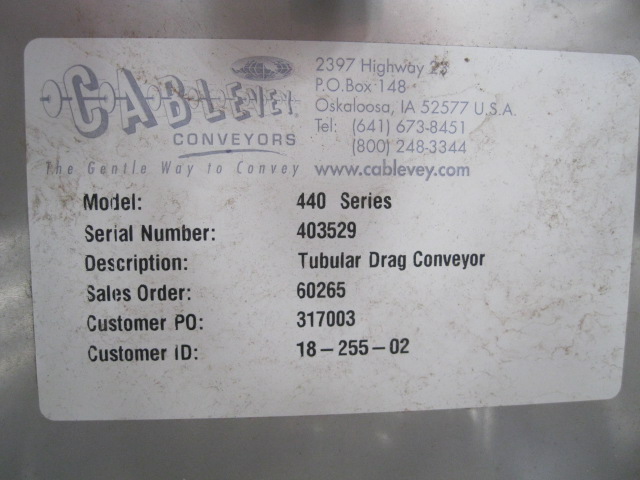 CABLEVEY
CONVEYORS
The Gentle Way to Convey
2397 Highway 23
P.O.Box 148
Oskaloosa, IA 52577 U.S.A.
Tel: (641) 673-8451
(800) 248-3344
www.cablevey.com
Model: 440 Series
Serial Number: 403529
Description: Tubular Drag Conveyor
Sales Order: 60265
Customer PO: 317003
Customer ID: 18-255-02